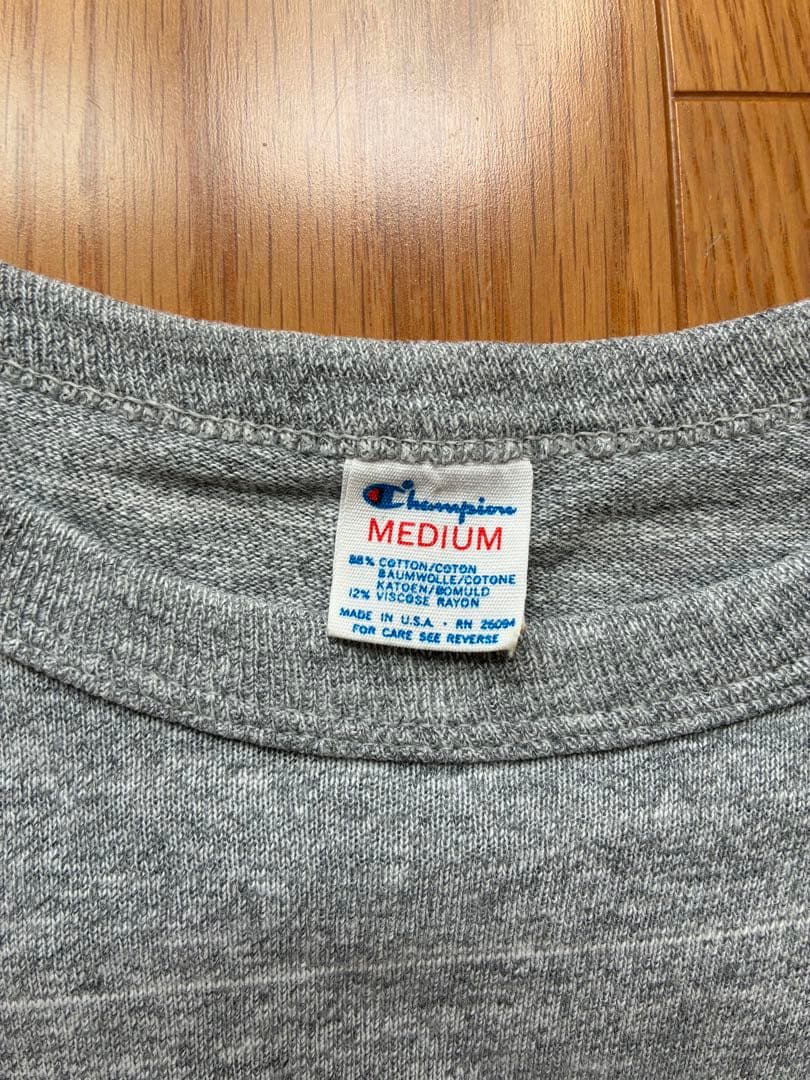 Champion
MEDIUM
88% COTTON/COTON
BAUMWOLLE/COTONE
KATOEN/BOMULD
12% VISCOSE RAYON
MADE IN U.S.A. · RN 26094
FOR CARE SEE REVERSE